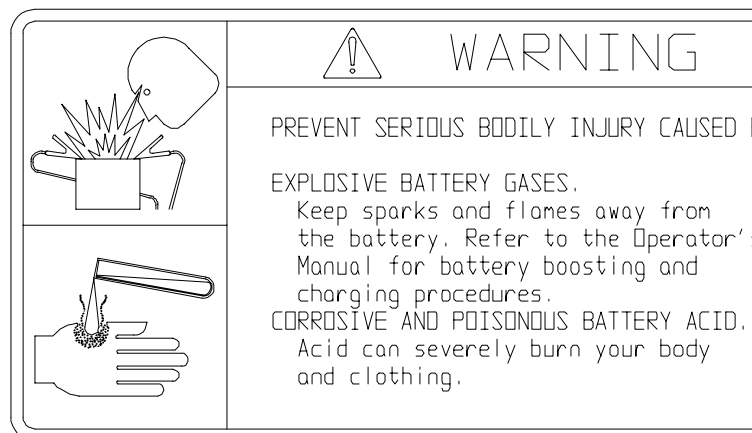 WARNING
PREVENT SERIOUS BODILY INJURY CAUSED
EXPLOSIVE BATTERY GASES.
Keep sparks and flames away from
the battery. Refer to the Operator's
Manual for battery boosting and
charging procedures.
CORROSIVE AND POISONOUS BATTERY ACID.
Acid can severely burn your body
and clothing.